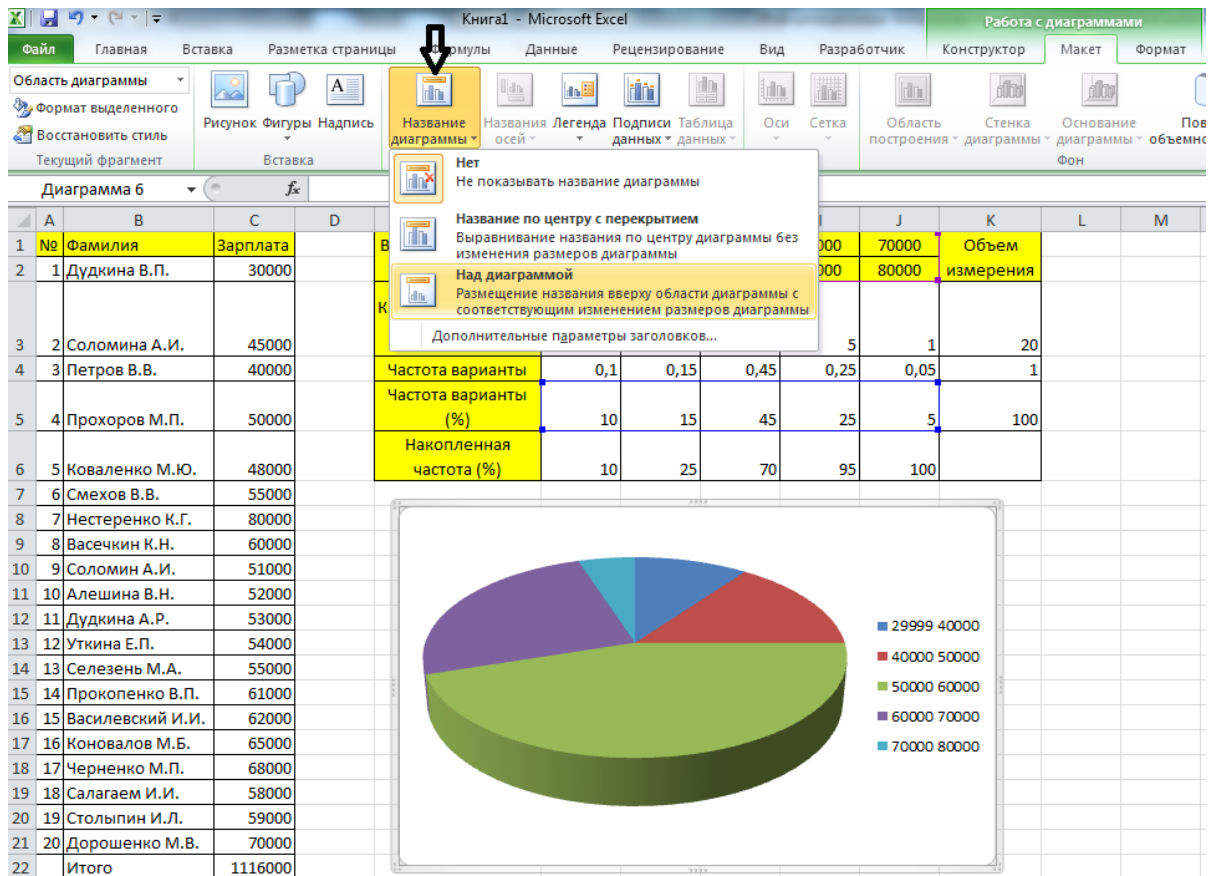 Книга1 - Microsoft Excel
Работа с диаграммами
Файл Главная Вставка Разметка страницы Данные Рецензирование Вид Разработчик Конструктор Макет Формат
Область диаграммы
Формат выделенного
Восстановить стиль
Текущий фрагмент
Рисунок Фигуры Надпись
Вставка
Название диаграммы
Названия осей
Легенда
Подписи данных
Таблица данных
Оси
Сетка
Область построения
Стенка диаграммы
Основание диаграммы
Фон
Диаграмма 6
fx
Нет
Не показывать название диаграммы
Название по центру с перекрытием
Выравнивание названия по центру диаграммы без
изменения размеров диаграммы
Над диаграммой
Размещение названия вверху области диаграммы с
соответствующим изменением размеров диаграммы
Дополнительные параметры заголовков...
A B C D J K L M
1 № Фамилия Зарплата В 000 70000 Объем
2 1 Дудкина В.П. 30000 000 80000 измерения
К
3 2 Соломина А.И. 45000 5 1 20
4 3 Петров В.В. 40000 Частота варианты 0,1 0,15 0,45 0,25 0,05 1
Частота варианты
5 4 Прохоров М.П. 50000 (%) 10 15 45 25 5 100
Накопленная
6 5 Коваленко М.Ю. 48000 частота (%) 10 25 70 95 100
7 6 Смехов В.В. 55000
8 7 Нестеренко К.Г. 80000
9 8 Васечкин К.Н. 60000
10 9 Соломин А.И. 51000
11 10 Алешина В.Н. 52000
12 11 Дудкина А.Р. 53000
13 12 Уткина Е.П. 54000
14 13 Селезень М.А. 55000
15 14 Прокопенко В.П. 61000
16 15 Василевский И.И. 62000
17 16 Коновалов М.Б. 65000
18 17 Черненко М.П. 68000
19 18 Салагаем И.И. 58000
20 19 Столыпин И.Л. 59000
21 20 Дорошенко М.В. 70000
22 Итого 1116000
29999 40000
40000 50000
50000 60000
60000 70000
70000 80000